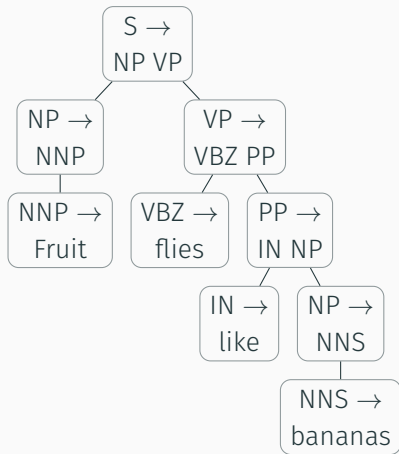 S →
NP VP
NP →
NNP
VP →
VBZ PP
NNP →
Fruit
VBZ →
flies
PP →
IN NP
IN →
like
NP →
NNS
NNS →
bananas